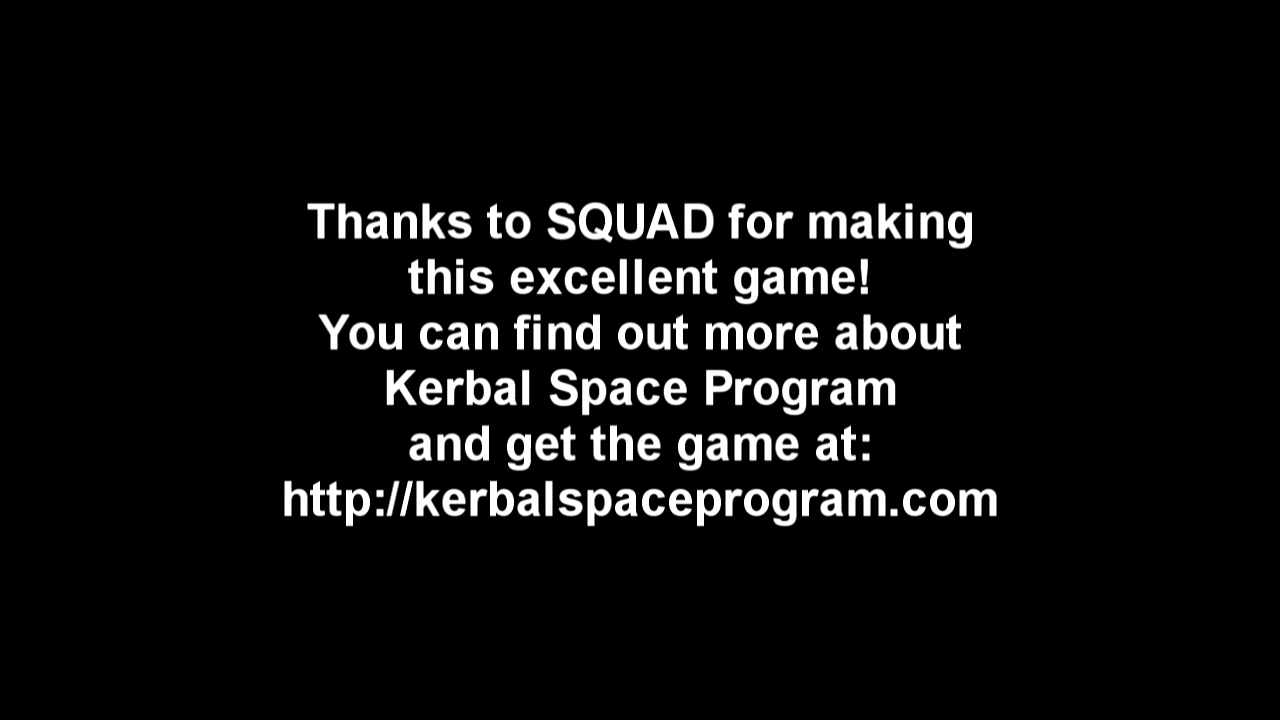 Thanks to SQUAD for making
this excellent game!
You can find out more about
Kerbal Space Program
and get the game at:
http://kerbalspaceprogram.com